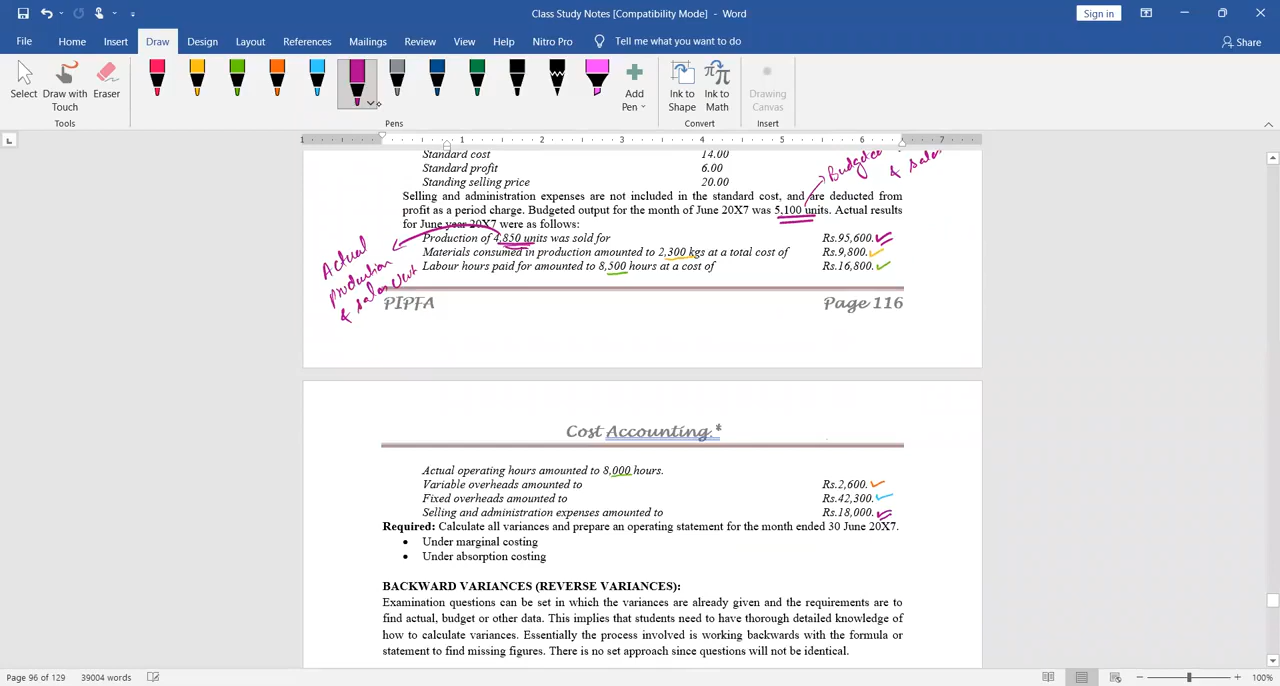 Class Study Notes [Compatibility Mode] - Word
Sign in
File Home Insert Draw Design Layout References Mailings Review View Help Nitro Pro Tell me what you want to do Share
Select Draw with Touch Eraser Add Pen Ink to Shape Ink to Math Drawing Canvas
Tools Pens Convert Insert
1 1 2 3 4 5 6 7
Standard cost 14.00
Standard profit 6.00
Standing selling price 20.00
Budgeted & sales
Selling and administration expenses are not included in the standard cost, and are deducted from
profit as a period charge. Budgeted output for the month of June 20X7 was 5,100 units. Actual results
for June year 20X7 were as follows:
Production of 4,850 units was sold for Rs.95,600.
Materials consumed in production amounted to 2,300 kgs at a total cost of Rs.9,800.
Labour hours paid for amounted to 8,500 hours at a cost of Rs.16,800.
Actual
production
& sales Unit
PIPFA Page 116
Cost Accounting.*
Actual operating hours amounted to 8,000 hours.
Variable overheads amounted to Rs.2,600.
Fixed overheads amounted to Rs.42,300.
Selling and administration expenses amounted to Rs.18,000.
Required: Calculate all variances and prepare an operating statement for the month ended 30 June 20X7.
• Under marginal costing
• Under absorption costing
BACKWARD VARIANCES (REVERSE VARIANCES):
Examination questions can be set in which the variances are already given and the requirements are to
find actual, budget or other data. This implies that students need to have thorough detailed knowledge of
how to calculate variances. Essentially the process involved is working backwards with the formula or
statement to find missing figures. There is no set approach since questions will not be identical.
Page 96 of 129 39004 words 100%